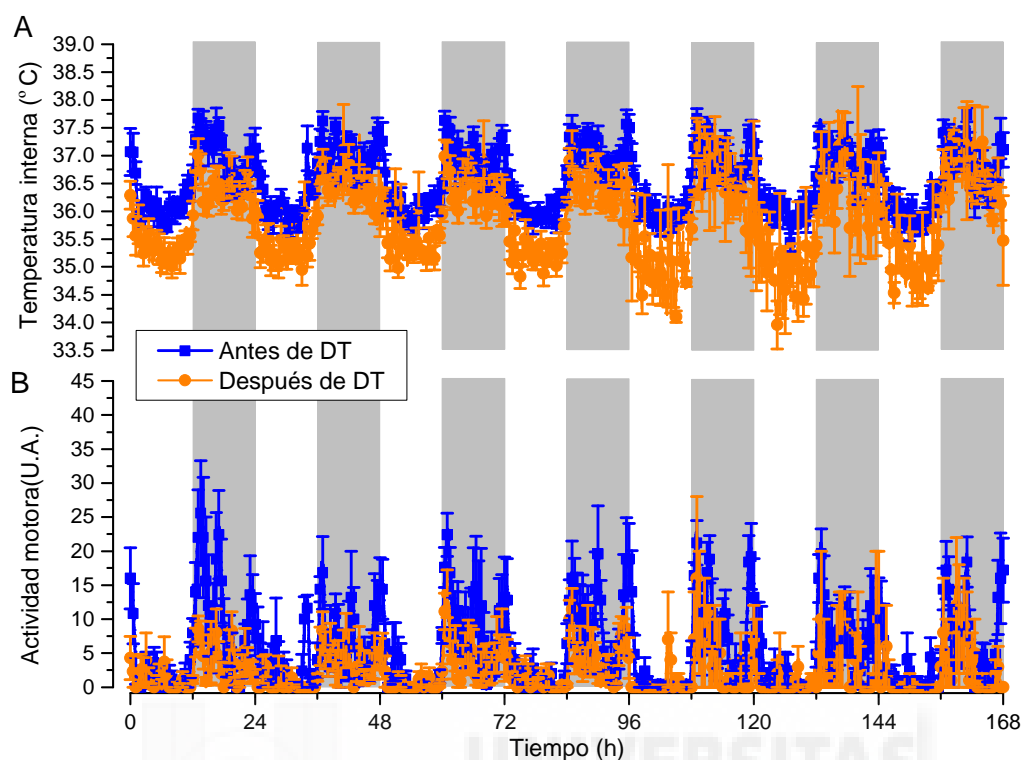 A
Temperatura interna (º C)
39.0
38.5
38.0
37.5
37.0
36.5
36.0
35.5
35.0
34.5
34.0
33.5
Antes de DT
Después de DT
B
Actividad motora(U.A.)
45
40
35
30
25
20
15
10
5
0
0 24 48 72 96 120 144 168
Tiempo (h)
UNIVERSITAS